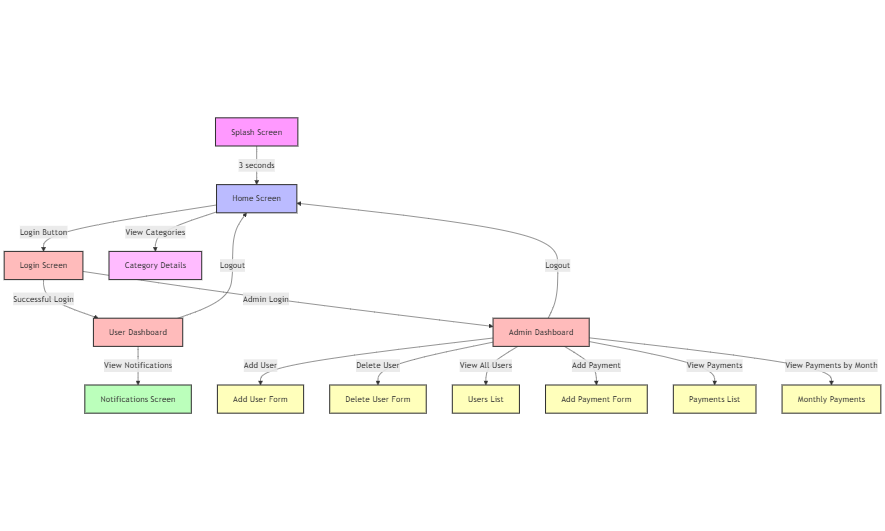 Splash Screen
3 seconds
Home Screen
Login Button
View Categories
Login Screen
Category Details
Logout
Logout
Successful Login
Admin Login
User Dashboard
Admin Dashboard
View Notifications
Add User
Delete User
View All Users
Add Payment
View Payments
View Payments by Month
Notifications Screen
Add User Form
Delete User Form
Users List
Add Payment Form
Payments List
Monthly Payments